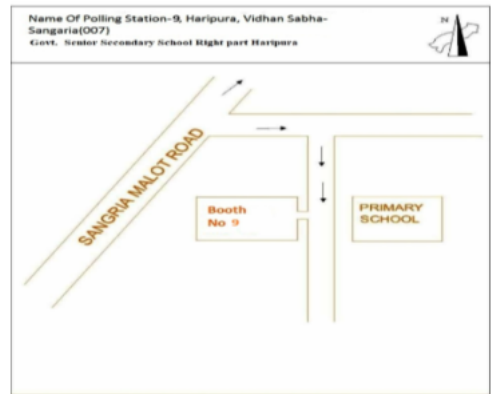 Name Of Polling Station-9, Haripura, Vidhan Sabha-
Sangaria(007)
Govt, Senior Secondary School Right part Haripura
N
SANGRIA MALOT ROAD
Booth
No 9
PRIMARY
SCHOOL